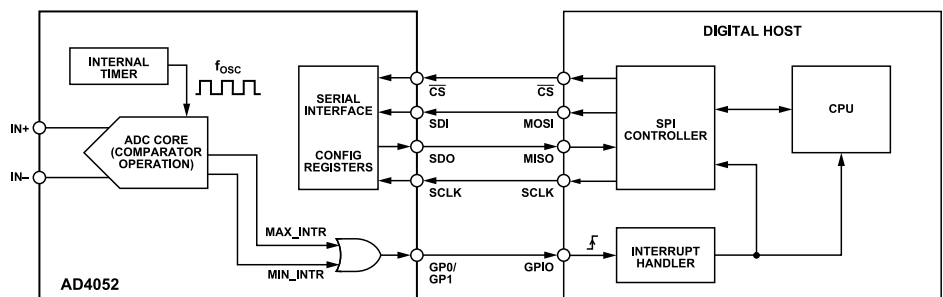 INTERNAL
TIMER
fOSC
IN+
IN–
ADC CORE
(COMPARATOR
OPERATION)
MAX_INTR
MIN_INTR
AD4052
SERIAL
INTERFACE
CONFIG
REGISTERS
CS
SDI
SDO
SCLK
GP0/
GP1
DIGITAL HOST
CS
MOSI
MISO
SCLK
GPIO
SPI
CONTROLLER
CPU
INTERRUPT
HANDLER